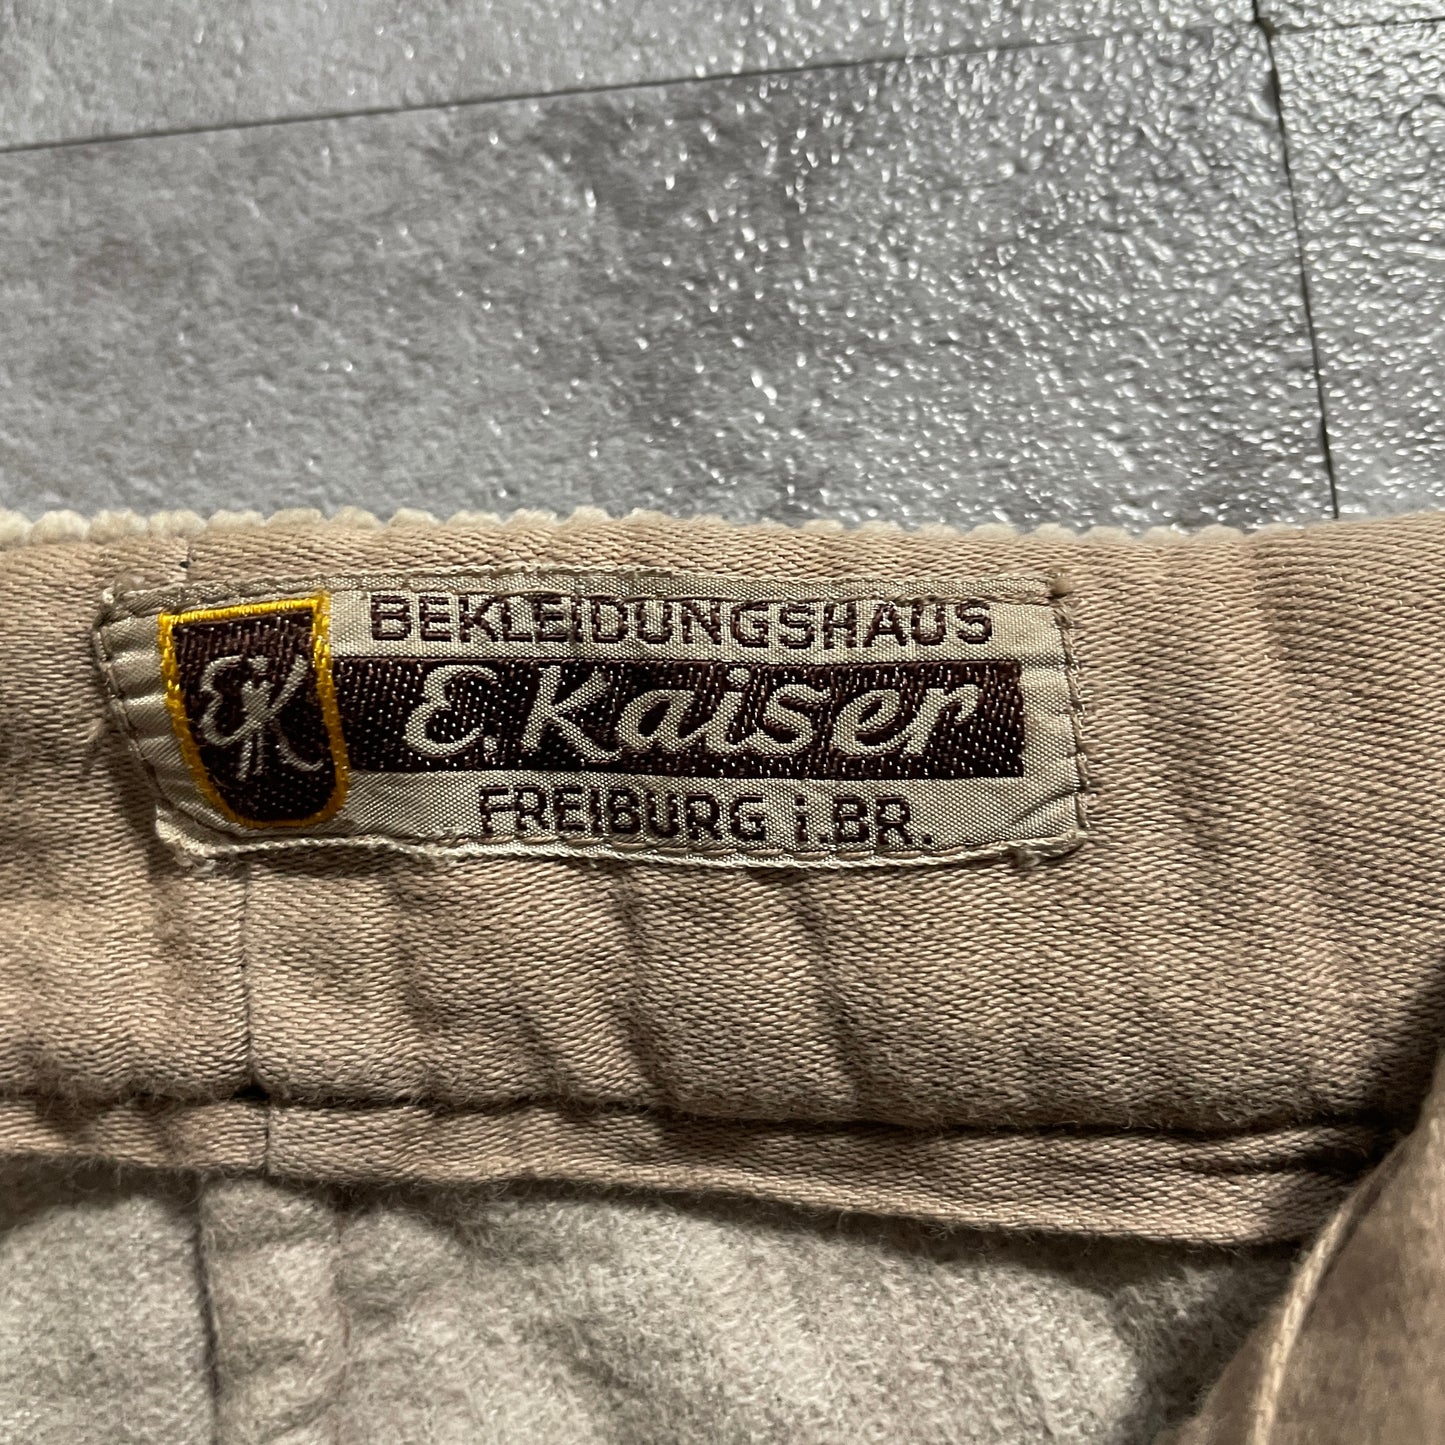 BEKLEIDUNGSHAUS
EK
E.Kaiser
FREIBURG i.BR.